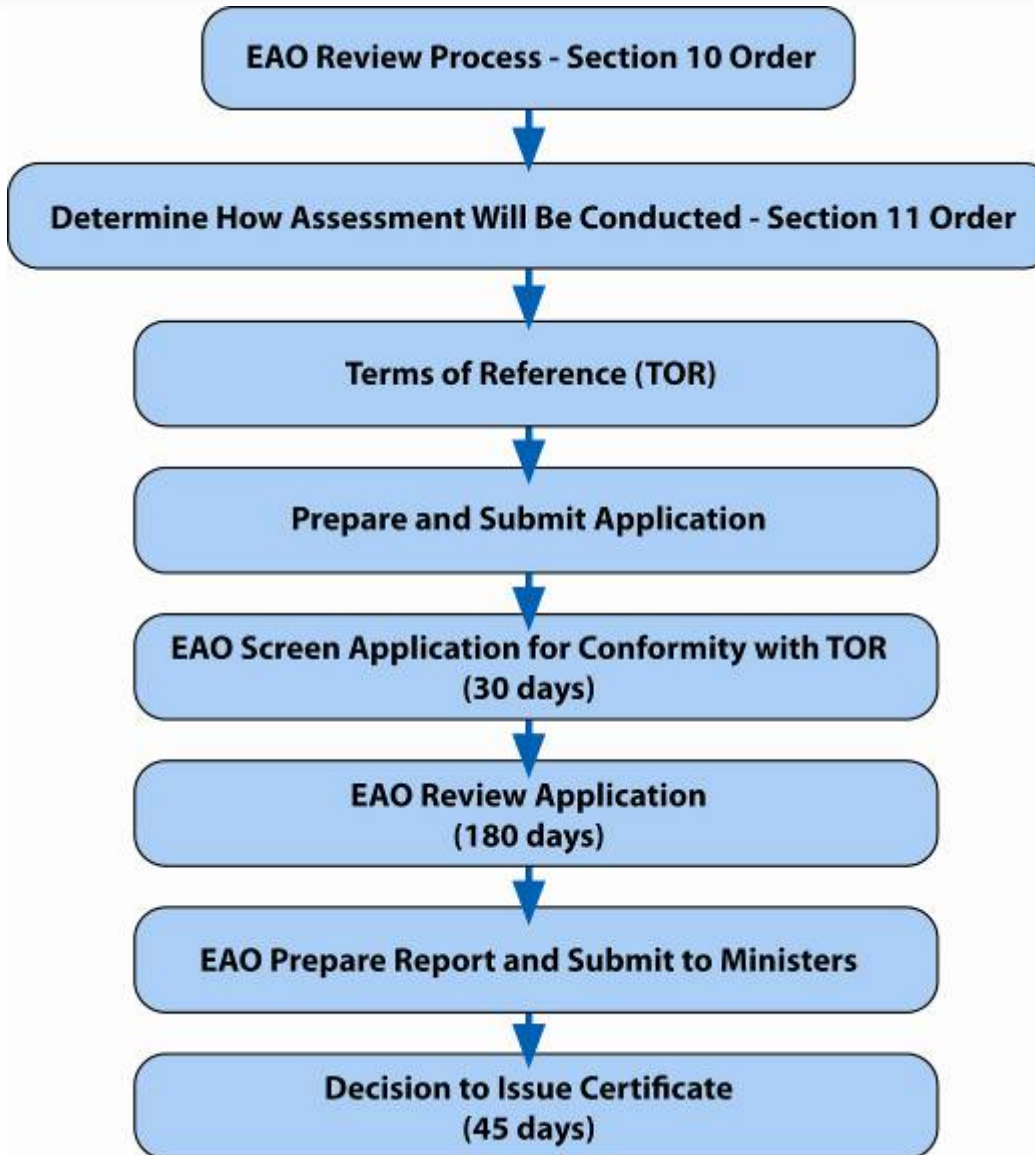 EAO Review Process - Section 10 Order
Determine How Assessment Will Be Conducted - Section 11 Order
Terms of Reference (TOR)
Prepare and Submit Application
EAO Screen Application for Conformity with TOR
(30 days)
EAO Review Application
(180 days)
EAO Prepare Report and Submit to Ministers
Decision to Issue Certificate
(45 days)